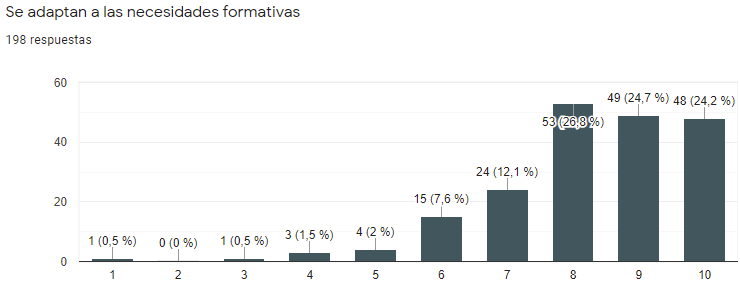 Se adaptan a las necesidades formativas
198 respuestas
60
40
20
0
1 (0,5 %)
0 (0 %)
1 (0,5 %)
3 (1,5 %)
4 (2 %)
15 (7,6 %)
24 (12,1 %)
53 (26,8 %)
49 (24,7 %)
48 (24,2 %)
1 2 3 4 5 6 7 8 9 10